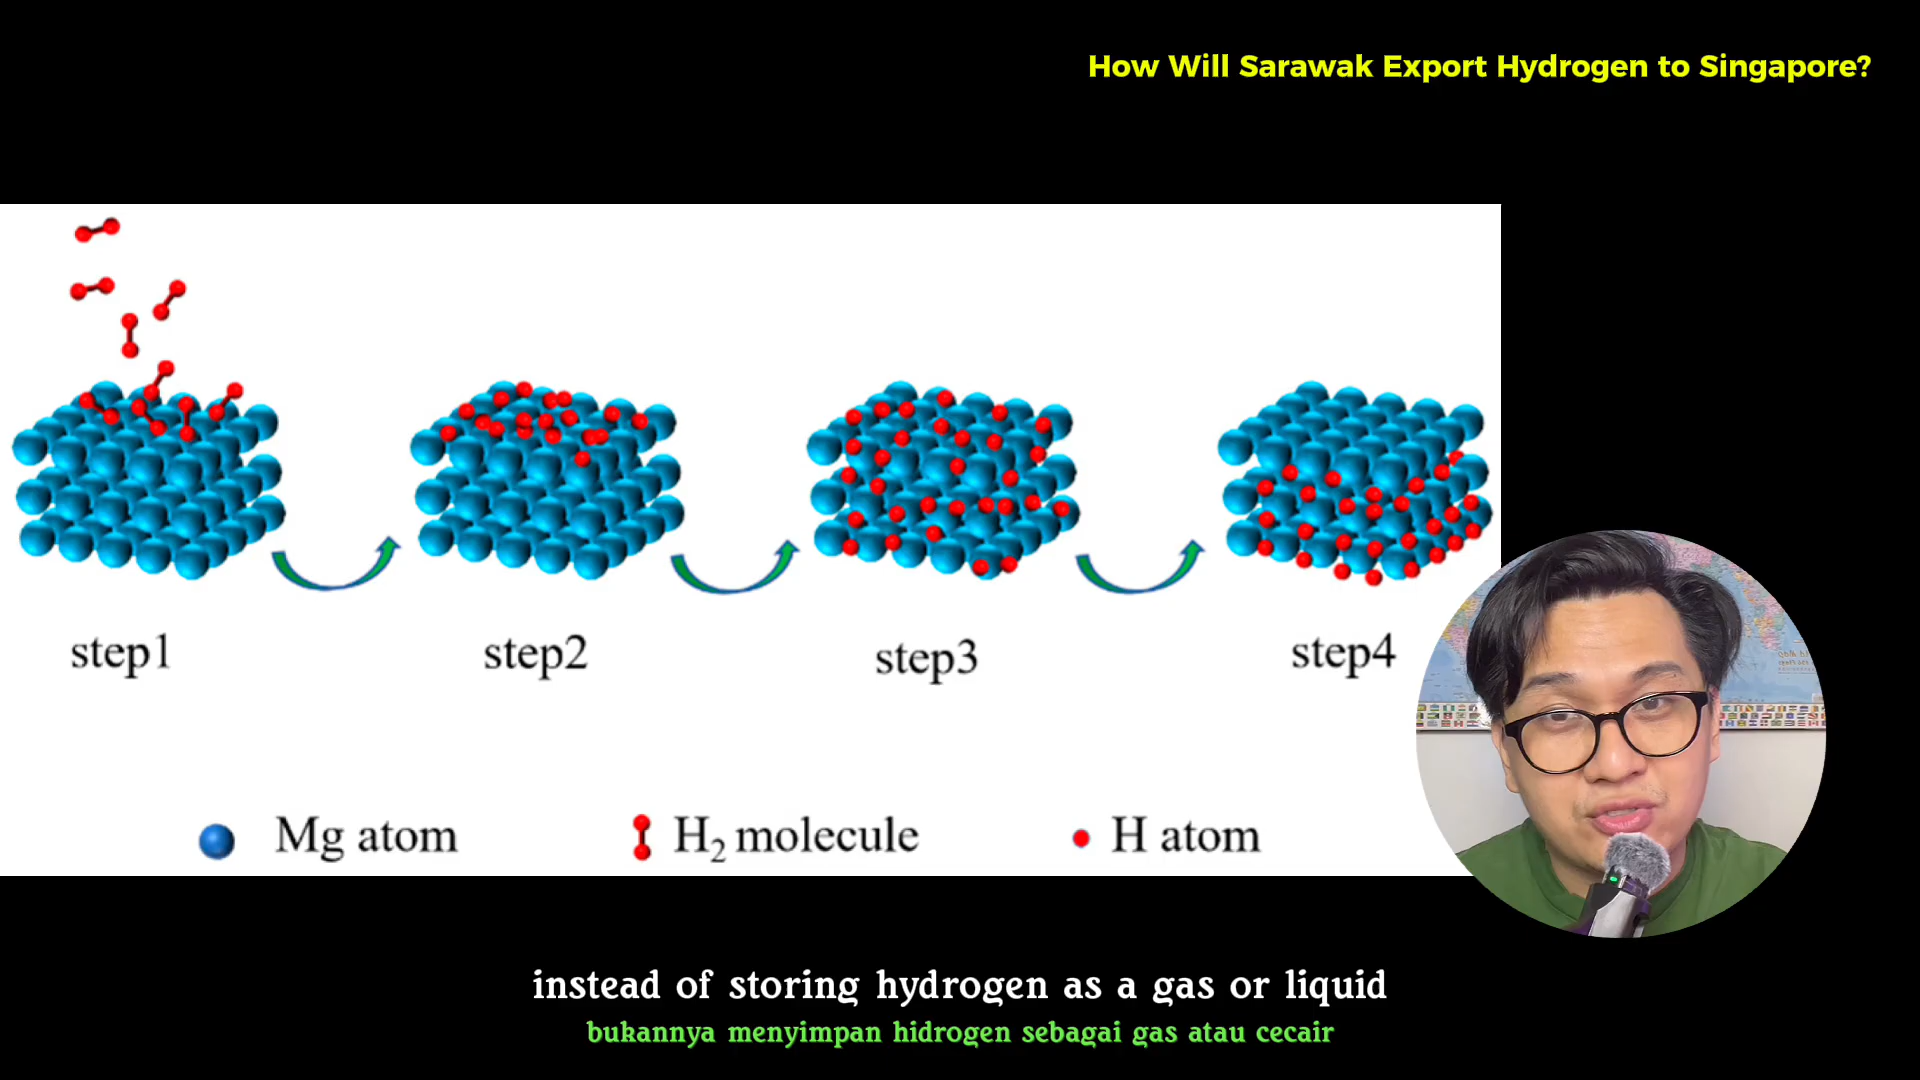 How Will Sarawak Export Hydrogen to Singapore?
step1
step2
step3
step4
Mg atom
H₂ molecule
H atom
instead of storing hydrogen as a gas or liquid
bukannya menyimpan hidrogen sebagai gas atau cecair